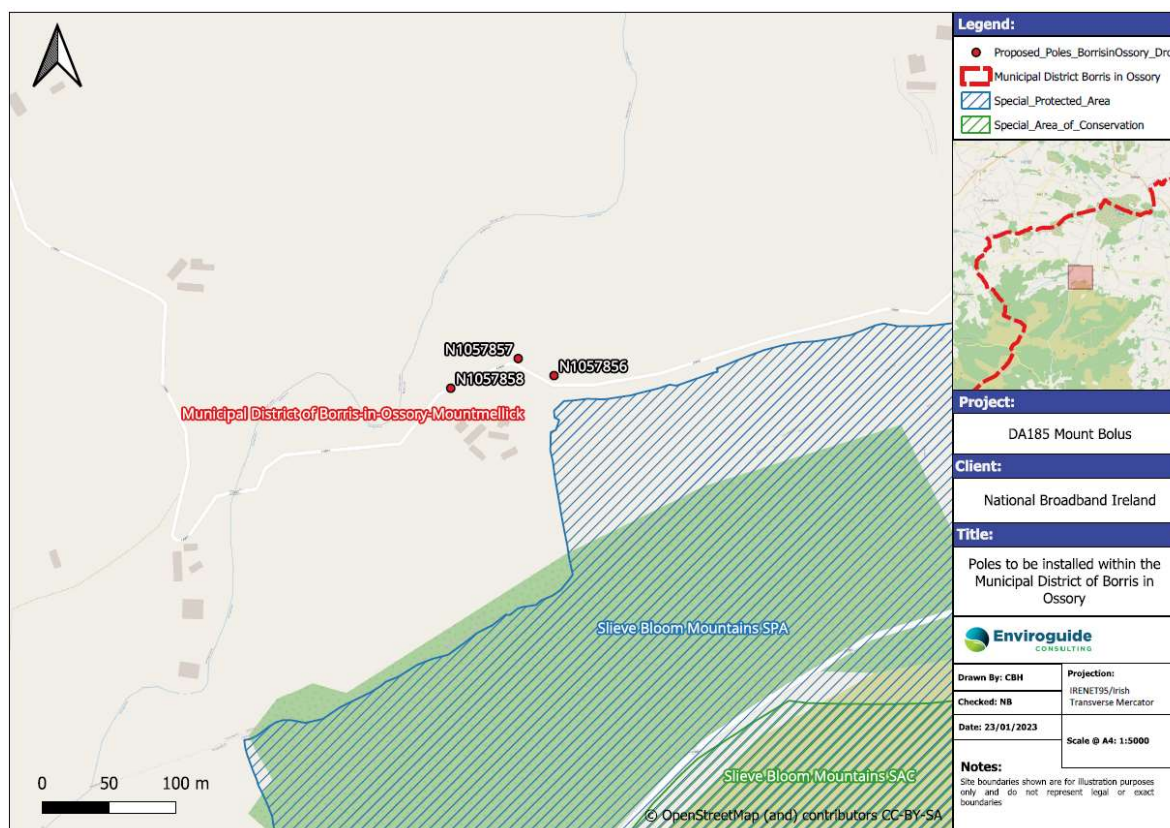 N1057857
N1057856
N1057858
Municipal District of Borris-in-Ossory-Mountmellick
Slieve Bloom Mountains SPA
Slieve Bloom Mountains SAC
0 50 100 m
© OpenStreetMap (and) contributors CC-BY-SA
Legend:
Proposed_Poles_BorrisinOssory_Dro
Municipal District Borris in Ossory
Special_Protected_Area
Special_Area_of_Conservation
Project:
DA185 Mount Bolus
Client:
National Broadband Ireland
Title:
Poles to be installed within the
Municipal District of Borris in
Ossory
Enviroguide
CONSULTING
Drawn By: CBH
Checked: NB
Date: 23/01/2023
Projection:
IRENET95/Irish
Transverse Mercator
Scale @ A4: 1:5000
Notes:
Site boundaries shown are for illustration purposes
only and do not represent legal or exact
boundaries